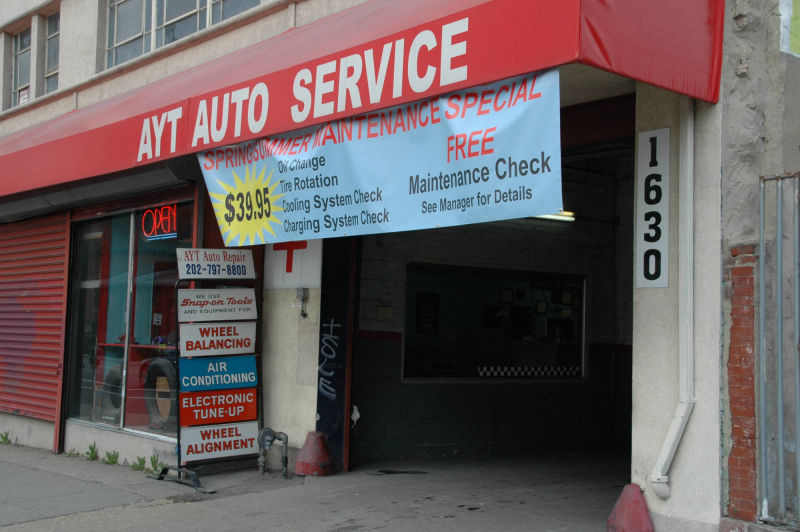 AYT AUTO SERVICE
SPRING/SUMMER MAINTENANCE SPECIAL
$39.95
Oil Change
Tire Rotation
Cooling System Check
Charging System Check
FREE
Maintenance Check
See Manager for Details
1630
OPEN
AYT Auto Repair
202-797-8800
WE USE
Snap-on Tools
AND EQUIPMENT FOR
WHEEL
BALANCING
AIR
CONDITIONING
ELECTRONIC
TUNE-UP
WHEEL
ALIGNMENT